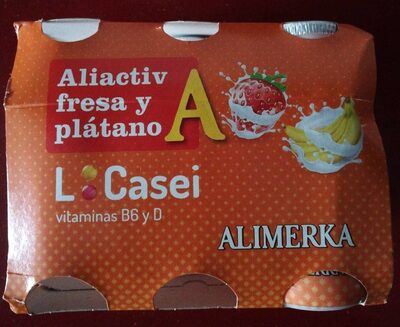 Aliactiv
fresa y
plátano
A
L Casei
vitaminas B6 y D
ALIMERKA